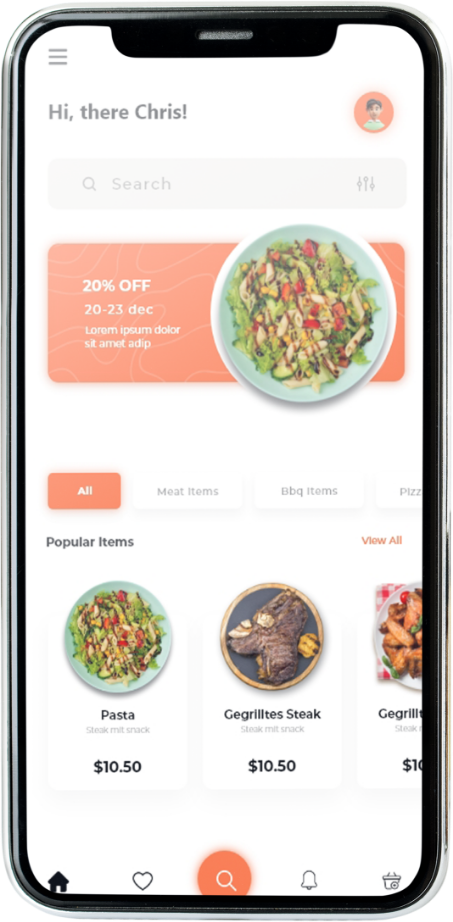 Hi, there Chris!
Search
20% OFF
20-23 dec
Lorem ipsum dolor
sit amet adip
All
Meat Items
Bbq Items
Pizz
Popular Items
View All
Pasta
Gegrilltes Steak
Gegrillt
Steak mit snack
Steak mit snack
Steak
$10.50
$10.50
$10